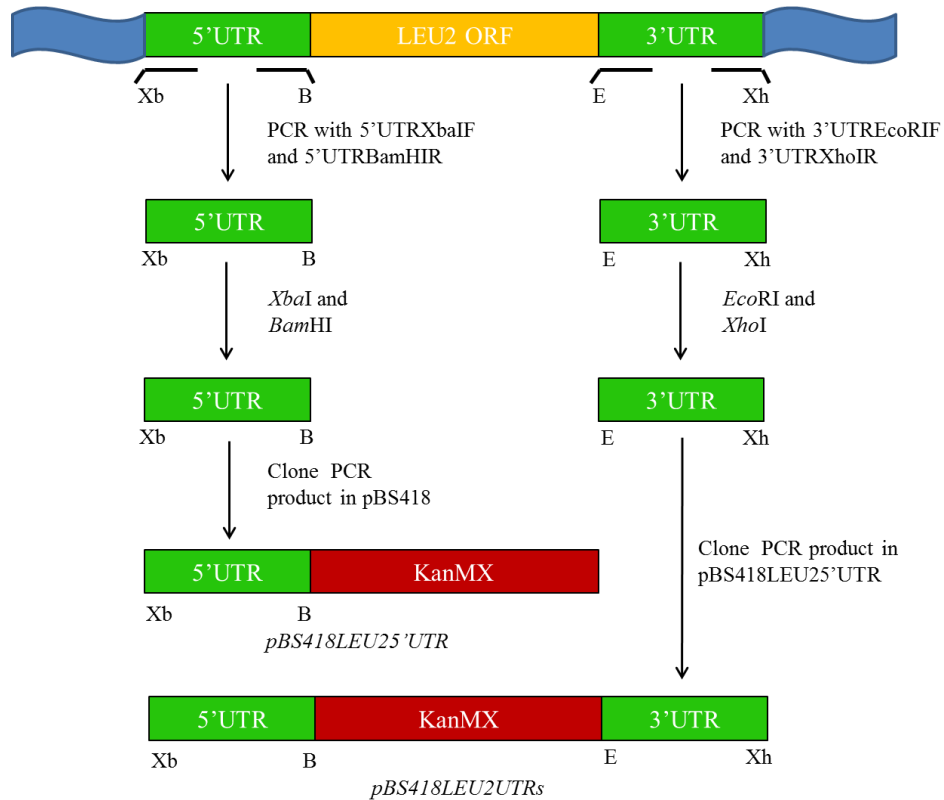 5’UTR LEU2 ORF 3’UTR
Xb B E Xh
PCR with 5’UTRXbaIF
and 5’UTRBamHIR
PCR with 3’UTREcoRIF
and 3’UTRXhoIR
5’UTR 3’UTR
Xb B E Xh
XbaI and
BamHI
EcoRI and
XhoI
5’UTR 3’UTR
Xb B E Xh
Clone PCR
product in pBS418
Clone PCR product in
pBS418LEU25’UTR
5’UTR KanMX
Xb B
pBS418LEU25’UTR
5’UTR KanMX 3’UTR
Xb B E Xh
pBS418LEU2UTRs